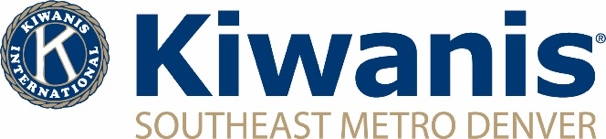 KIWANIS
K
INTERNATIONAL
Kiwanis®
SOUTHEAST METRO DENVER